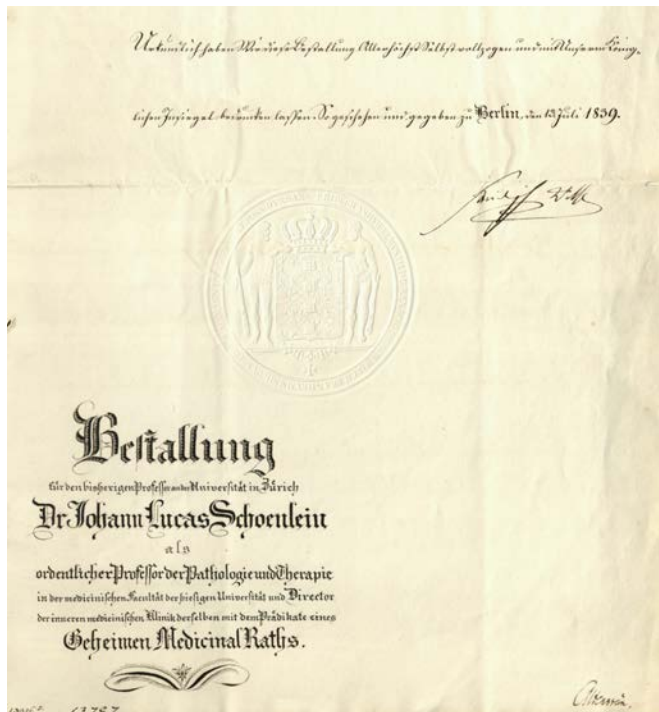 Urkundlich haben Wir diese Bestallung Allerhöchst Selbst vollzogen und mit Unserm König-
lichen Insiegel bedrucken lassen. So geschehen und gegeben zu Berlin, den 13. Juli 1839.
Bestallung
für den bisherigen Professor an der Universität in Zürich
Dr Johann Lucas Schoenlein
als
ordentlicher Professor der Pathologie und Therapie
in der medicinischen Facultät der hiesigen Universität und Director
der inneren medicinischen Klinik derselben mit dem Prädikate eines
Geheimen Medicinal Raths.